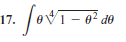 17. ∫ θ ∜(1 − θ²) dθ